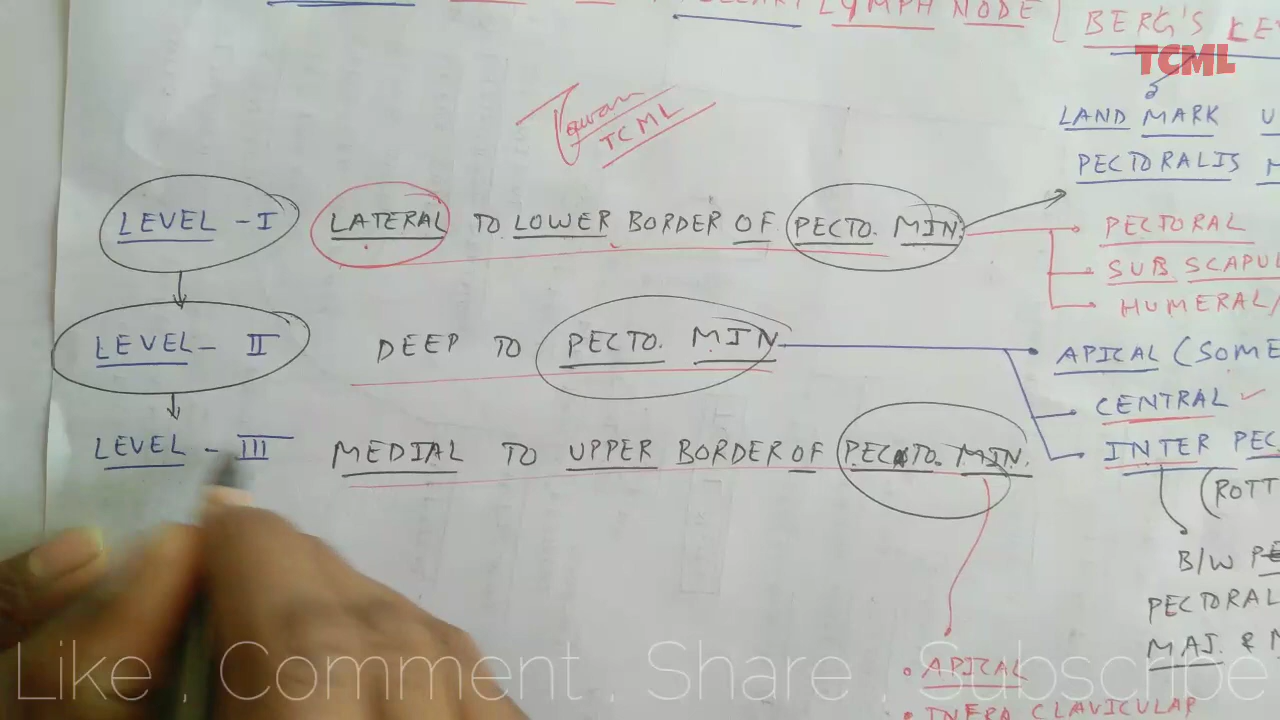 LYMPH NODE [BERG'S
TCML
TCML
LAND MARK
PECTORALIS
LEVEL - I LATERAL TO LOWER BORDER OF PECTO. MIN.
PECTORAL
SUB SCAPUL
HUMERAL/
LEVEL - II DEEP TO PECTO. MIN
APICAL (SOME
CENTRAL ✓
INTER PEC
LEVEL - III MEDIAL TO UPPER BORDER OF PECTO. MIN.
(ROTT
B/W PE
PECTORAL
MAJ. &
• APICAL
• INFRA CLAVICULAR
Like , Comment , Share , Subscribe